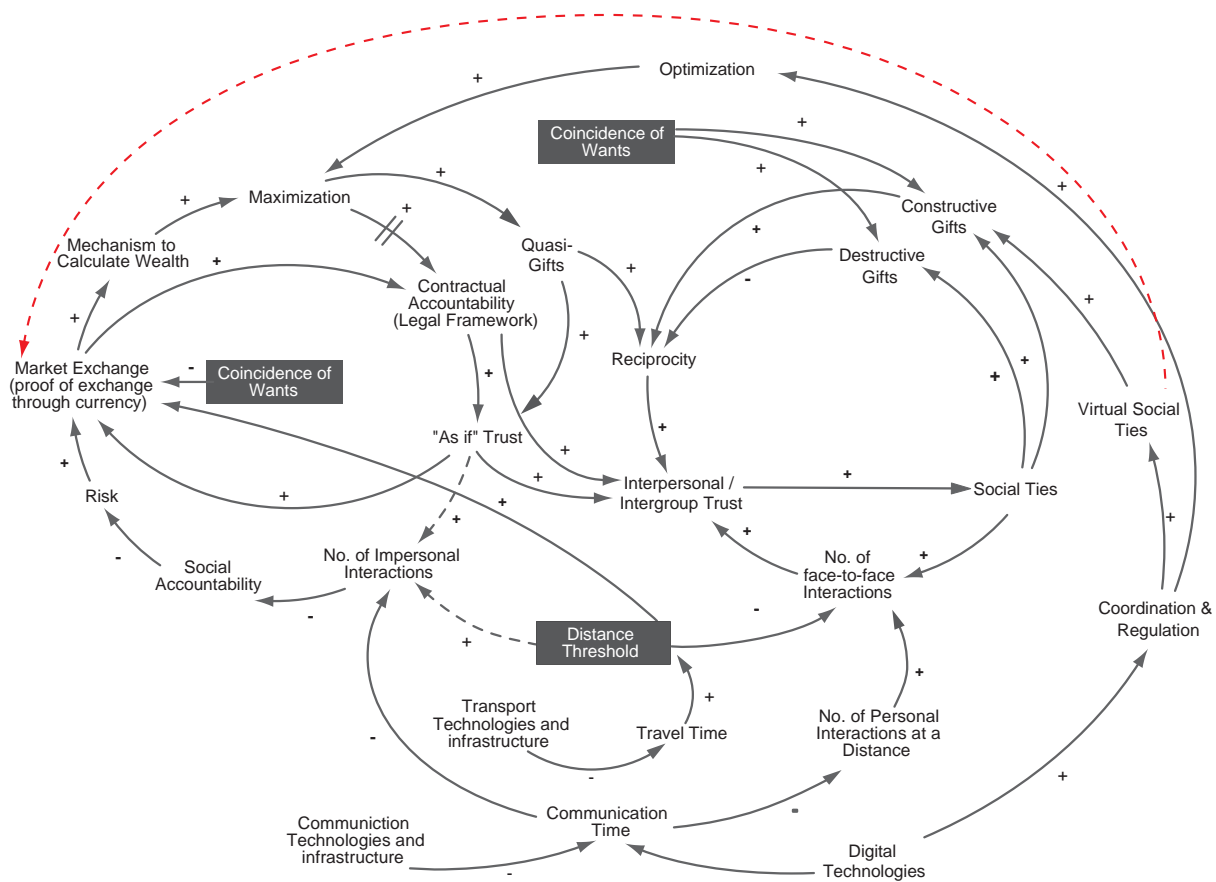 Optimization
+
Coincidence of
Wants
+
+
+
Maximization
+
+
+
Constructive
Gifts
+
Mechanism to
Calculate Wealth
+
Quasi-
Gifts
+
+
Destructive
Gifts
-
Contractual
Accountability
(Legal Framework)
+
+
+
+
Market Exchange
(proof of exchange
through currency)
-
Coincidence of
Wants
Reciprocity
+
+
+
Virtual Social
Ties
"As if" Trust
+
+
+
+
+
+
+
Interpersonal /
Intergroup Trust
+
Social Ties
Risk
+
+
+
+
-
Social
Accountability
No. of Impersonal
Interactions
No. of
face-to-face
Interactions
-
-
Coordination &
Regulation
+
Distance
Threshold
+
Transport
Technologies and
infrastructure
+
Travel Time
No. of Personal
Interactions at a
Distance
-
-
+
Communication
Time
-
Communiction
Technologies and
infrastructure
-
Digital
Technologies